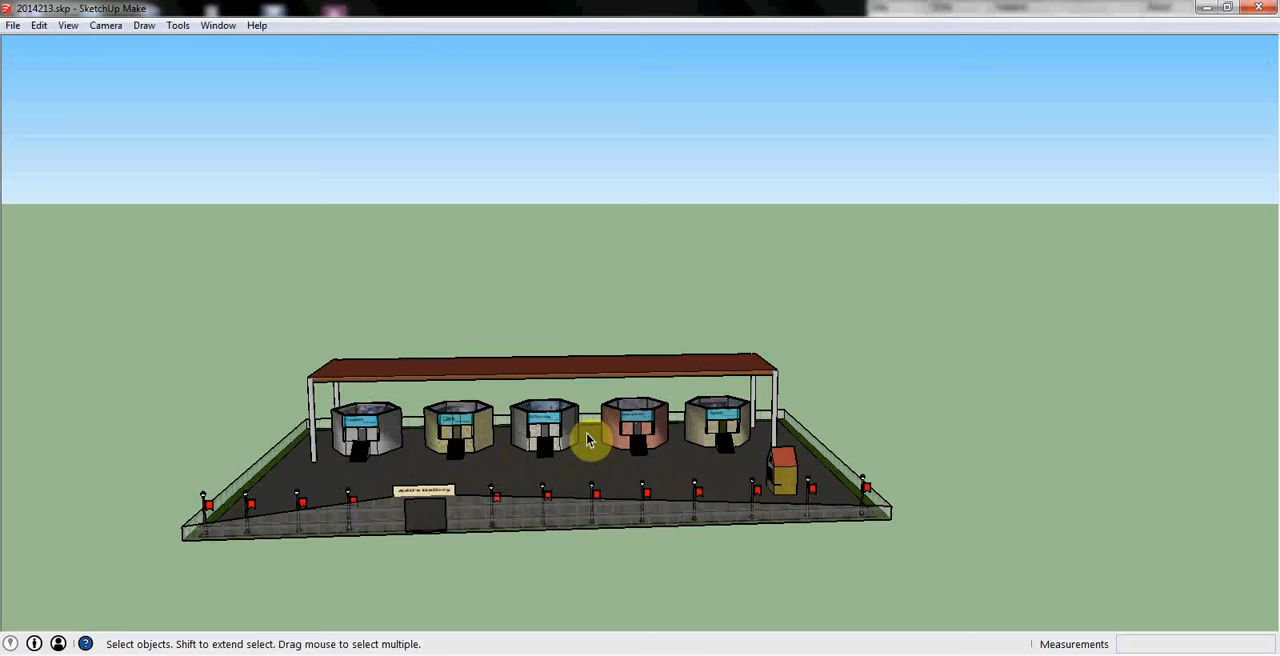 2014213.skp - SketchUp Make
File Edit View Camera Draw Tools Window Help
Select objects. Shift to extend select. Drag mouse to select multiple.
Measurements